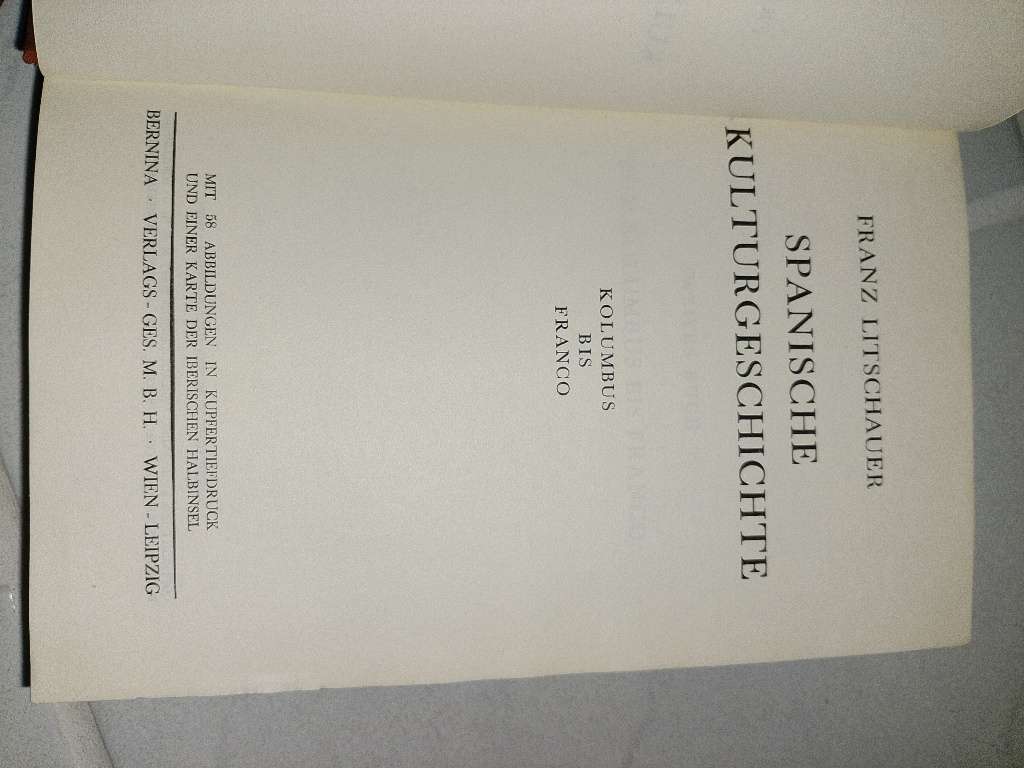 FRANZ LITSCHAUER
SPANISCHE
KULTURGESCHICHTE
KOLUMBUS
BIS
FRANCO
MIT 58 ABBILDUNGEN IN KUPFERTIEFDRUCK
UND EINER KARTE DER IBERISCHEN HALBINSEL
BERNINA · VERLAGS-GES. M. B. H. · WIEN-LEIPZIG